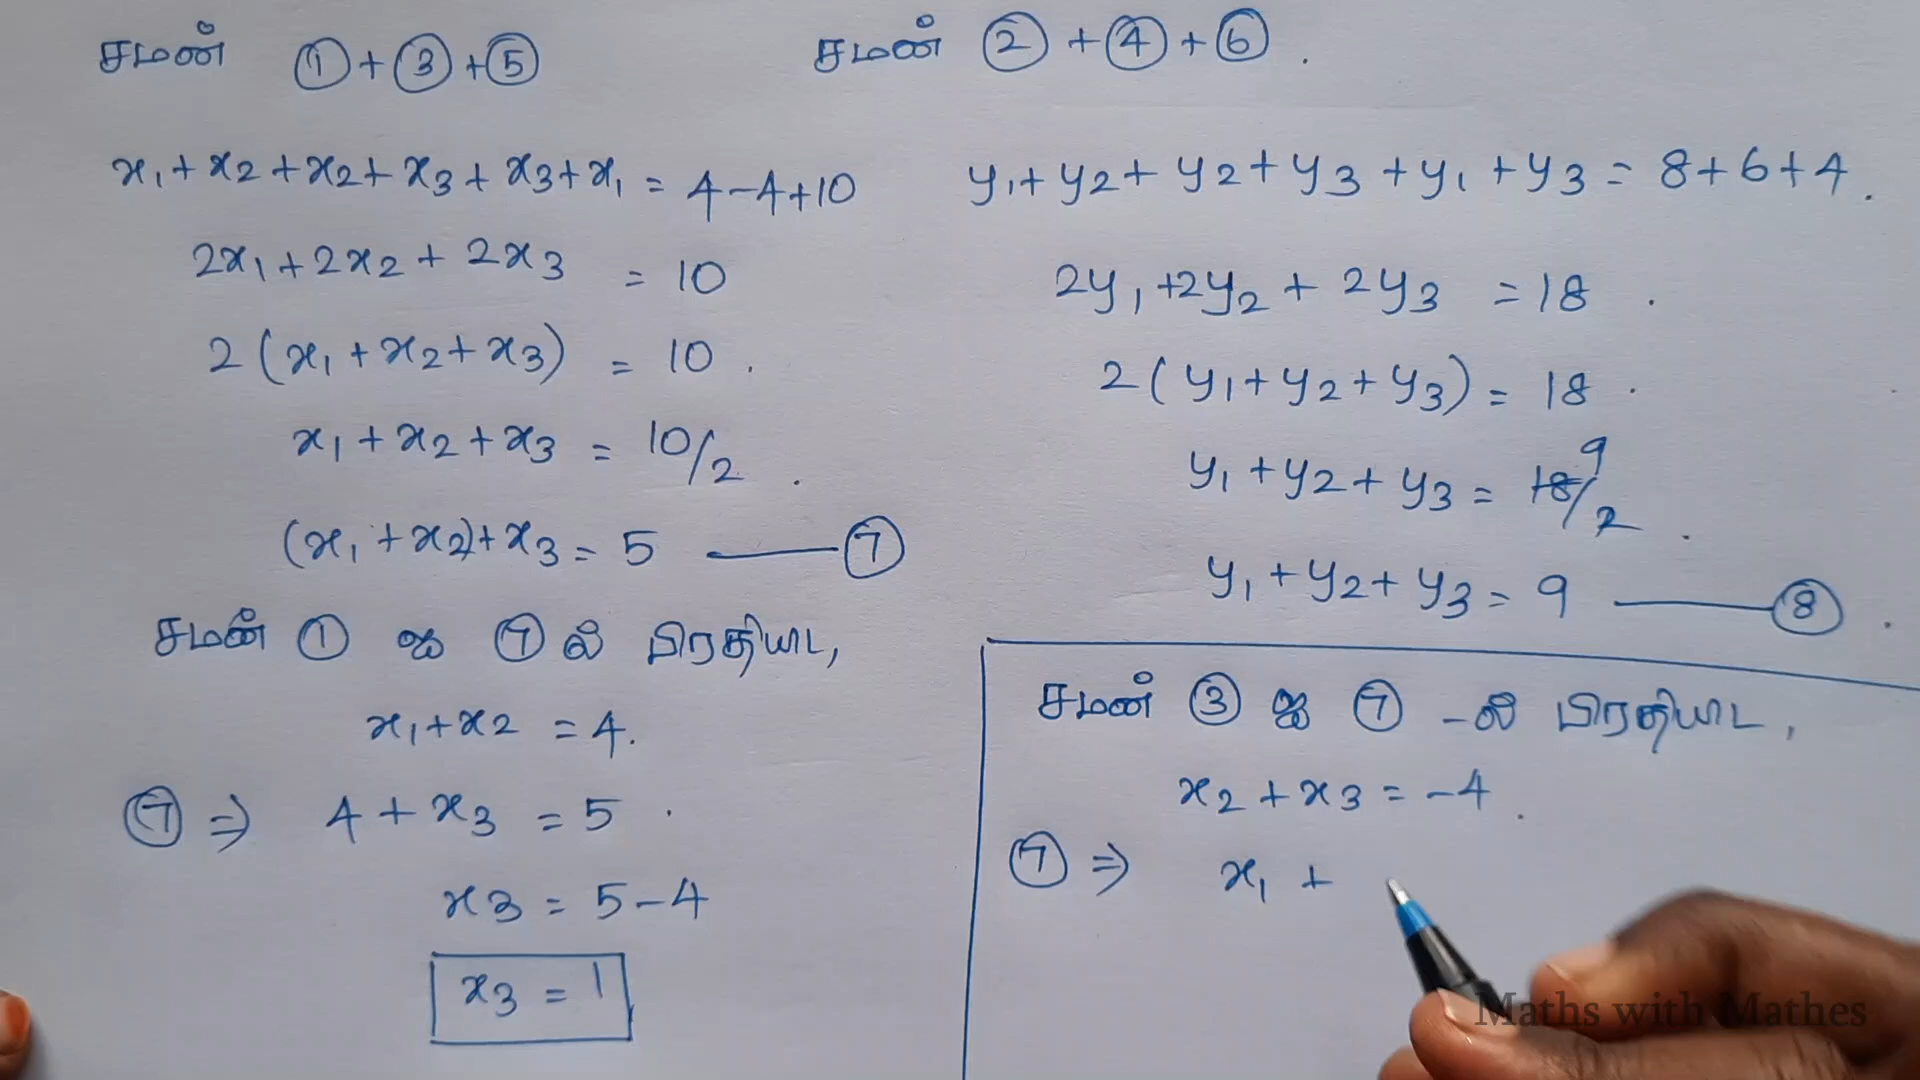 சமன் ① + ③ + ⑤
x₁ + x₂ + x₂ + x₃ + x₃ + x₁ = 4 - 4 + 10
2x₁ + 2x₂ + 2x₃ = 10
2 (x₁ + x₂ + x₃) = 10 .
x₁ + x₂ + x₃ = 10/2 .
(x₁ + x₂) + x₃ = 5 —— ⑦
சமன் ① ஐ ⑦ ல் பிரதியிட,
x₁ + x₂ = 4.
⑦ ⇒ 4 + x₃ = 5 .
x₃ = 5 - 4
x₃ = 1
சமன் ② + ④ + ⑥ .
y₁ + y₂ + y₂ + y₃ + y₁ + y₃ = 8 + 6 + 4 .
2y₁ + 2y₂ + 2y₃ = 18 .
2 (y₁ + y₂ + y₃) = 18 .
9
y₁ + y₂ + y₃ = 18/2 .
y₁ + y₂ + y₃ = 9 —— ⑧ .
சமன் ③ ஐ ⑦ -ல் பிரதியிட ,
x₂ + x₃ = -4 .
⑦ ⇒ x₁ +
Maths with Mathes